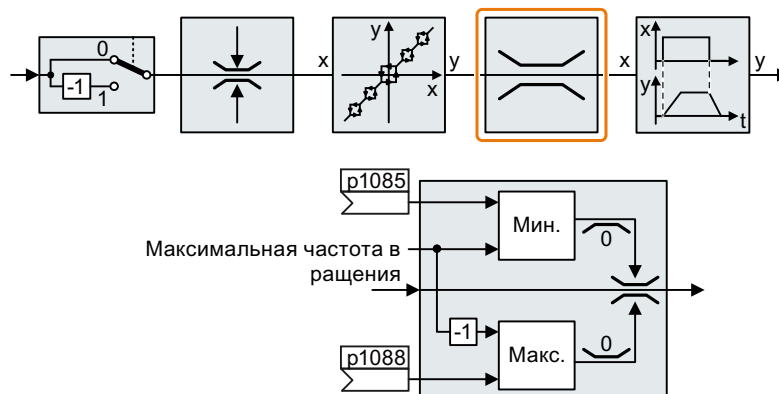 0
-1
1
x
y
x
y
x
x
y
t
y
p1085
Мин.
0
Максимальная частота в
ращения
-1
Макс.
0
p1088